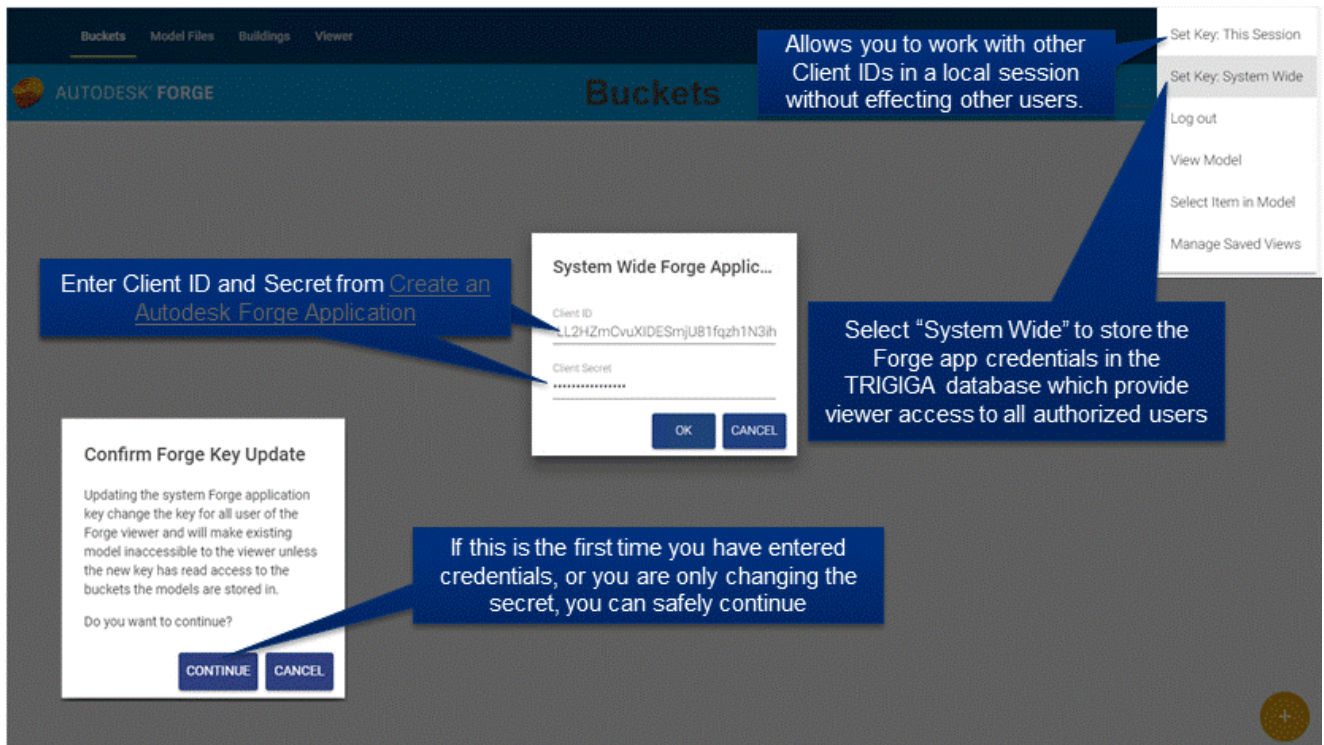 Buckets Model Files Buildings Viewer
AUTODESK® FORGE
Buckets
Allows you to work with other
Client IDs in a local session
without effecting other users.
Set Key: This Session
Set Key: System Wide
Log out
View Model
Select Item in Model
Manage Saved Views
Enter Client ID and Secret from Create an
Autodesk Forge Application
System Wide Forge Applic...
Client ID
LL2HZmCvuXIDESmjU81fqzh1N3ih
Client Secret
••••••••••••••••
OK CANCEL
Select “System Wide” to store the
Forge app credentials in the
TRIGIGA database which provide
viewer access to all authorized users
Confirm Forge Key Update
Updating the system Forge application
key change the key for all user of the
Forge viewer and will make existing
model inaccessible to the viewer unless
the new key has read access to the
buckets the models are stored in.
Do you want to continue?
CONTINUE CANCEL
If this is the first time you have entered
credentials, or you are only changing the
secret, you can safely continue
+